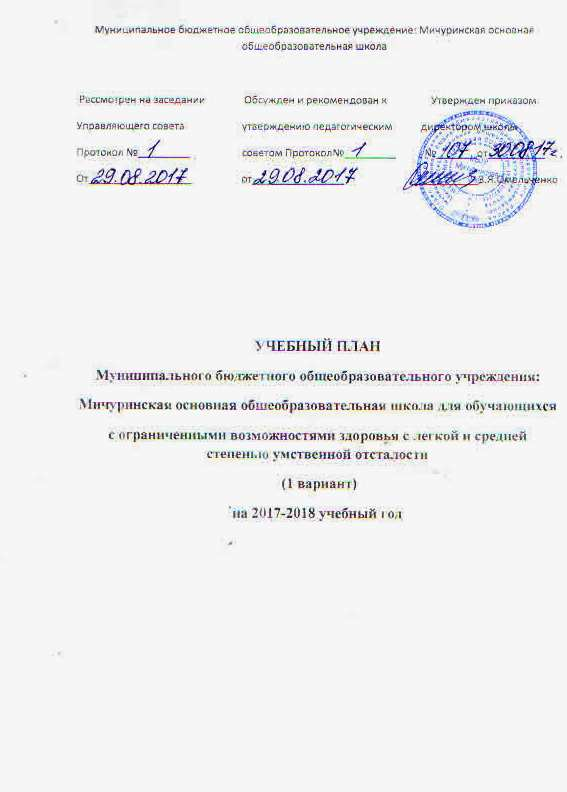 Муниципальное бюджетное общеобразовательное учреждение: Мичуринская основная
общеобразовательная школа
Рассмотрен на заседании
Управляющего совета
Протокол № 1
От 29.08.2017
Обсужден и рекомендован к
утверждению педагогическим
советом Протокол№ 1
от 29.08.2017
Утвержден приказом
директором школы
№ 107 от 30.08.17г.
В.Я.Омельченко
УЧЕБНЫЙ ПЛАН
Муниципального бюджетного общеобразовательного учреждения:
Мичуринская основная общеобразовательная школа для обучающихся
с ограниченными возможностями здоровья с легкой и средней
степенью умственной отсталости
(1 вариант)
на 2017-2018 учебный год